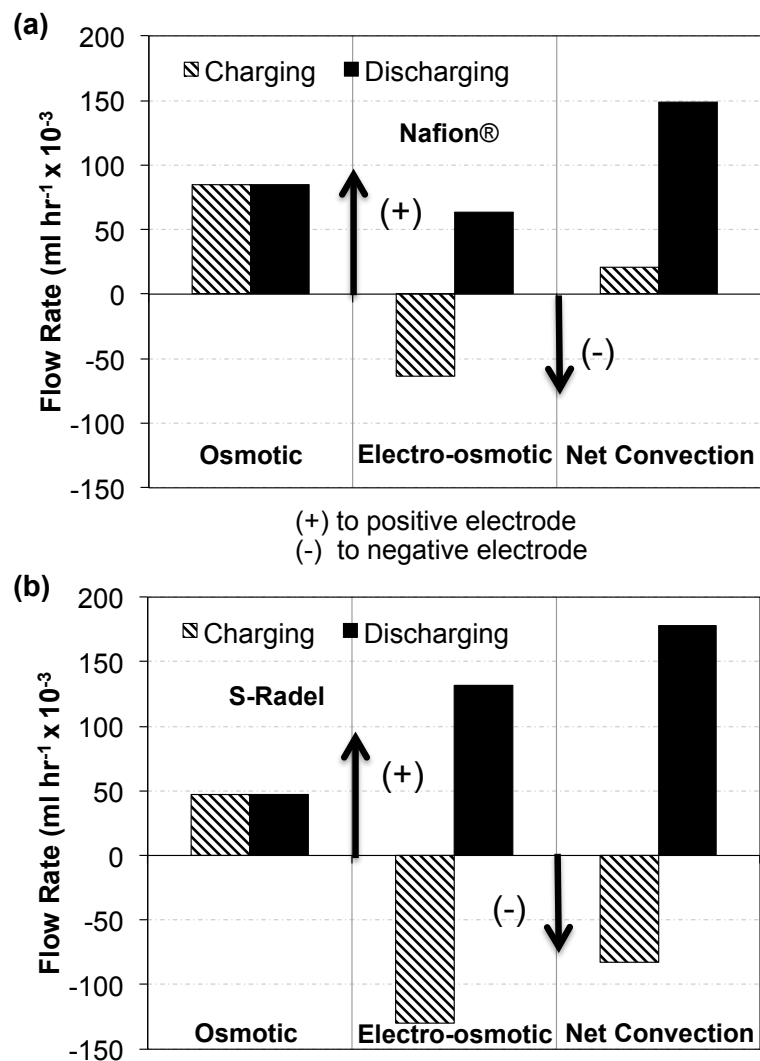 (a)
200
150
100
50
0
-50
-100
-150
Flow Rate (ml hr⁻¹ x 10⁻³
Charging Discharging
Nafion®
(+)
(-)
Osmotic Electro-osmotic Net Convection
(+) to positive electrode
(-) to negative electrode
(b)
200
150
100
50
0
-50
-100
-150
Flow Rate (ml hr⁻¹ x 10⁻³
Charging Discharging
S-Radel
(+)
(-)
Osmotic Electro-osmotic Net Convection